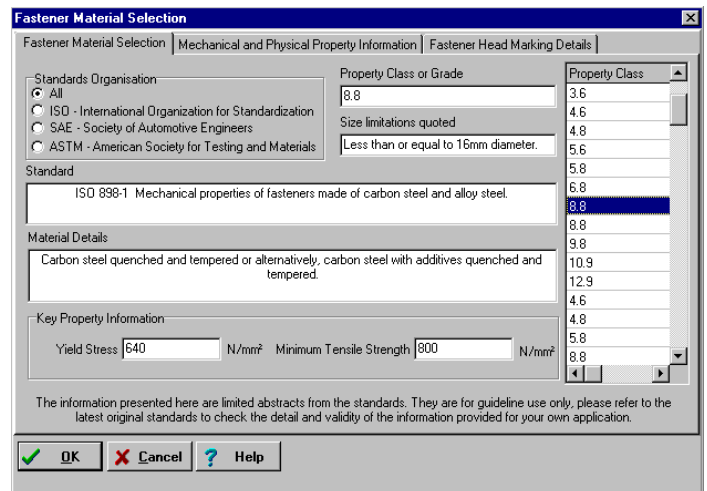 Fastener Material Selection
Fastener Material Selection
Mechanical and Physical Property Information
Fastener Head Marking Details
Standards Organisation
All
ISO - International Organization for Standardization
SAE - Society of Automotive Engineers
ASTM - American Society for Testing and Materials
Property Class or Grade
8.8
Size limitations quoted
Less than or equal to 16mm diameter.
Standard
ISO 898-1 Mechanical properties of fasteners made of carbon steel and alloy steel.
Material Details
Carbon steel quenched and tempered or alternatively, carbon steel with additives quenched and
tempered.
Key Property Information
Yield Stress 640 N/mm² Minimum Tensile Strength 800 N/mm²
Property Class
3.6
4.6
4.8
5.6
5.8
6.8
8.8
8.8
9.8
10.9
12.9
4.6
4.8
5.8
8.8
The information presented here are limited abstracts from the standards. They are for guideline use only, please refer to the
latest original standards to check the detail and validity of the information provided for your own application.
OK
Cancel
? Help